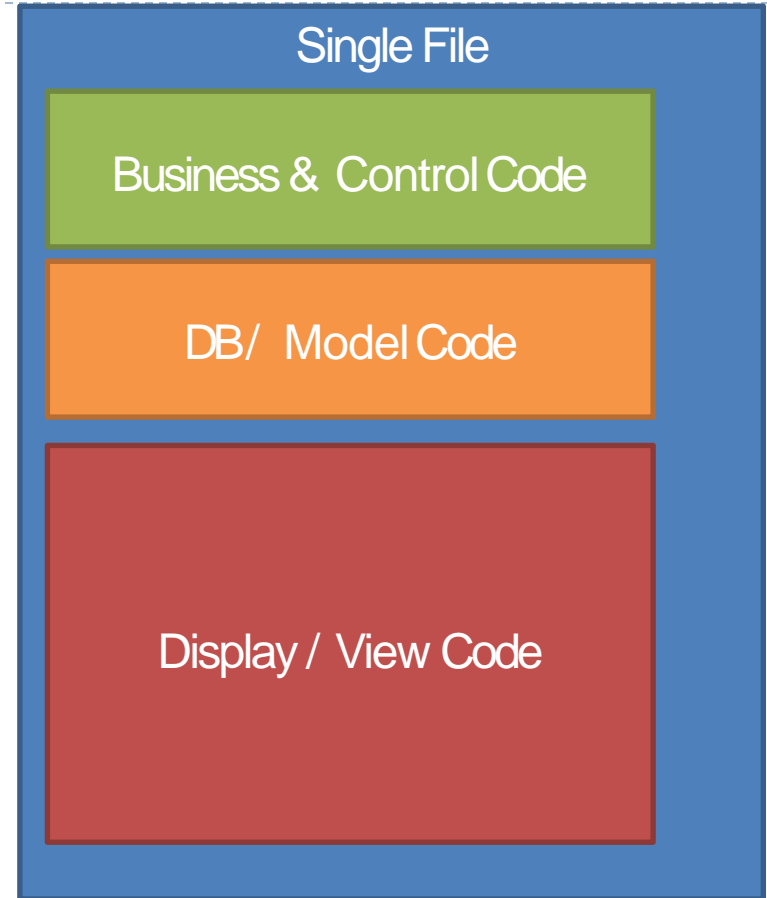 Single File
Business & Control Code
DB/ Model Code
Display / View Code